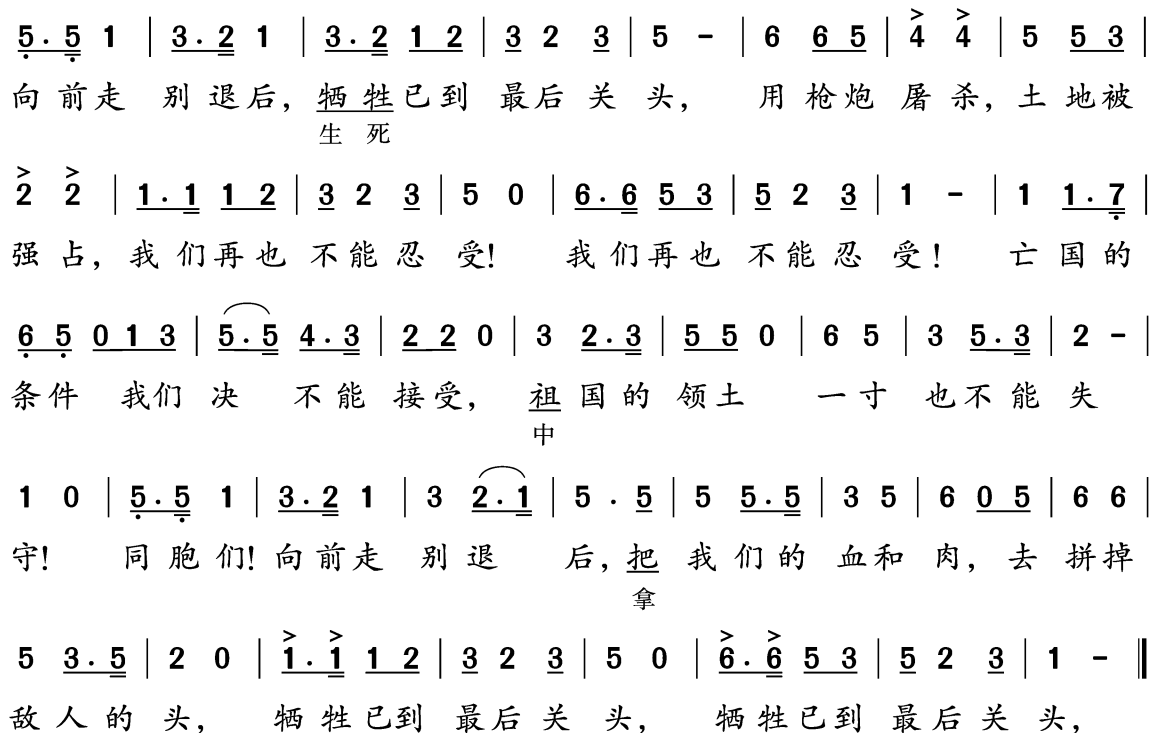 5. 5 1 | 3. 2 1 | 3. 2 1 2 | 3 2 3 | 5 - | 6 6 5 | 4 4 | 5 5 3 |
向前走 别退后，牺牲已到 最后关 头， 用枪炮屠杀，土地被
生死
2 2 | 1. 1 1 2 | 3 2 3 | 5 0 | 6. 6 5 3 | 5 2 3 | 1 - | 1 1. 7 |
强占，我们再也 不能忍 受！ 我们再也 不能忍 受！ 亡国的
6 5 0 1 3 | 5. 5 4. 3 | 2 2 0 | 3 2. 3 | 5 5 0 | 6 5 | 3 5. 3 | 2 - |
条件 我们 决 不能 接受， 祖国的 领土 一寸 也不能 失
中
1 0 | 5. 5 1 | 3. 2 1 | 3 2. 1 | 5 . 5 | 5 5. 5 | 3 5 | 6 0 5 | 6 6 |
守！ 同胞们！向前走 别退 后，把 我们的 血和 肉，去 拼掉
拿
5 3. 5 | 2 0 | 1. 1 1 2 | 3 2 3 | 5 0 | 6. 6 5 3 | 5 2 3 | 1 - ‖
敌人的 头， 牺牲已到 最后关 头， 牺牲已到 最后关 头，